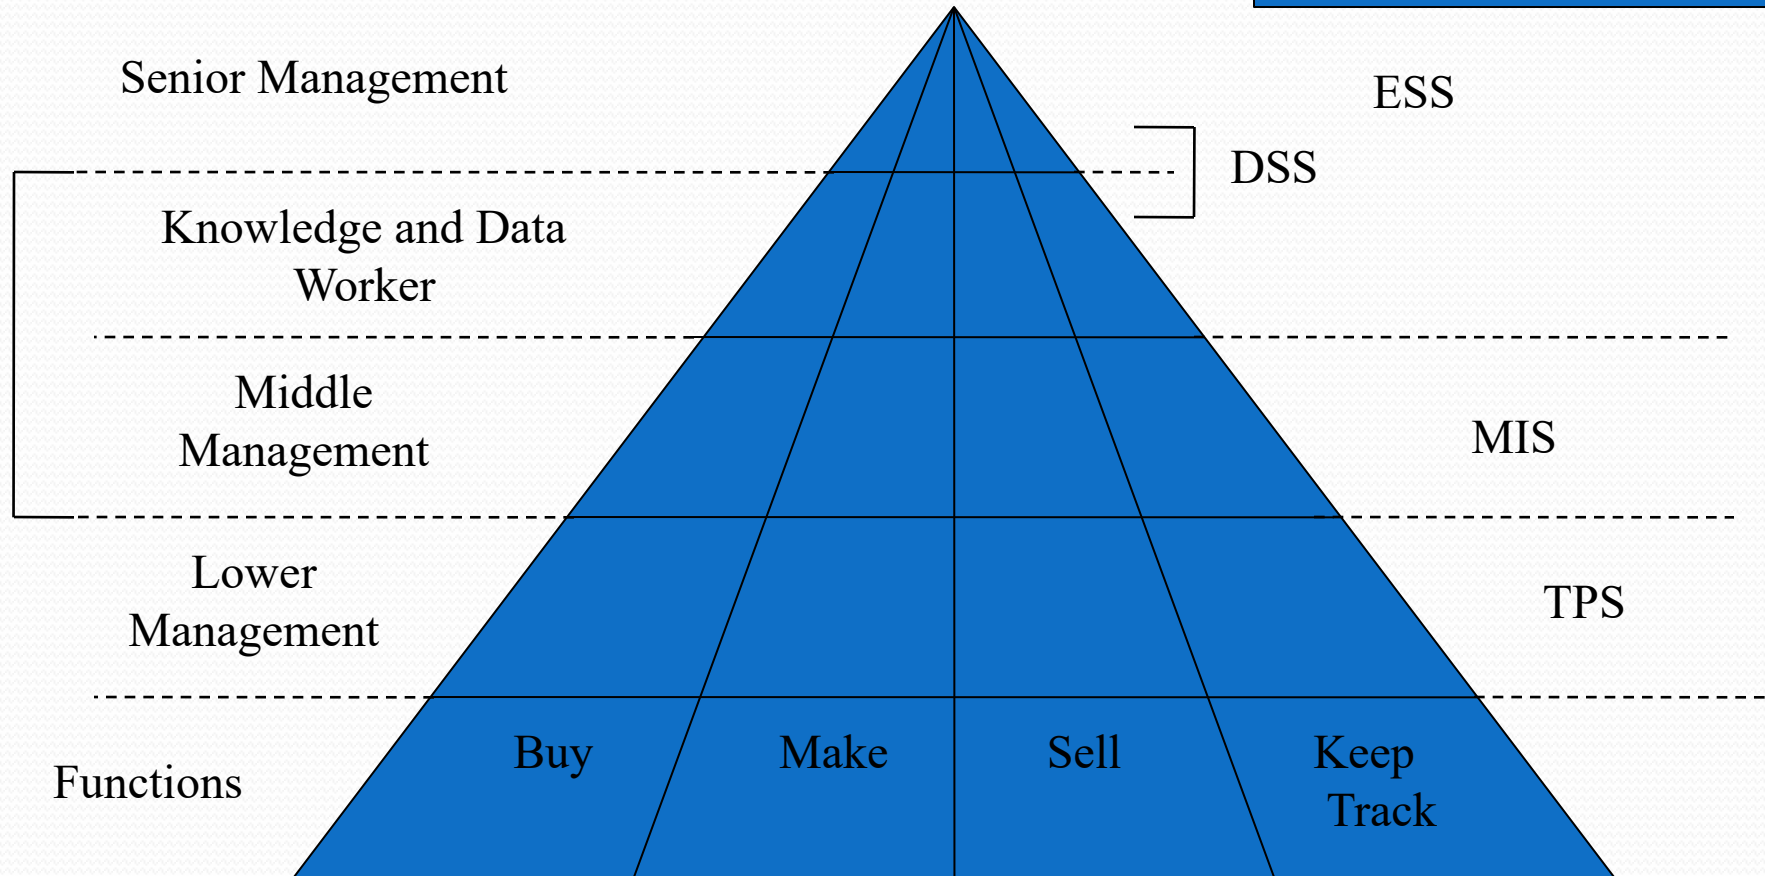 Senior Management
ESS
DSS
Knowledge and Data
Worker
Middle
Management
MIS
Lower
Management
TPS
Functions
Buy
Make
Sell
Keep
Track